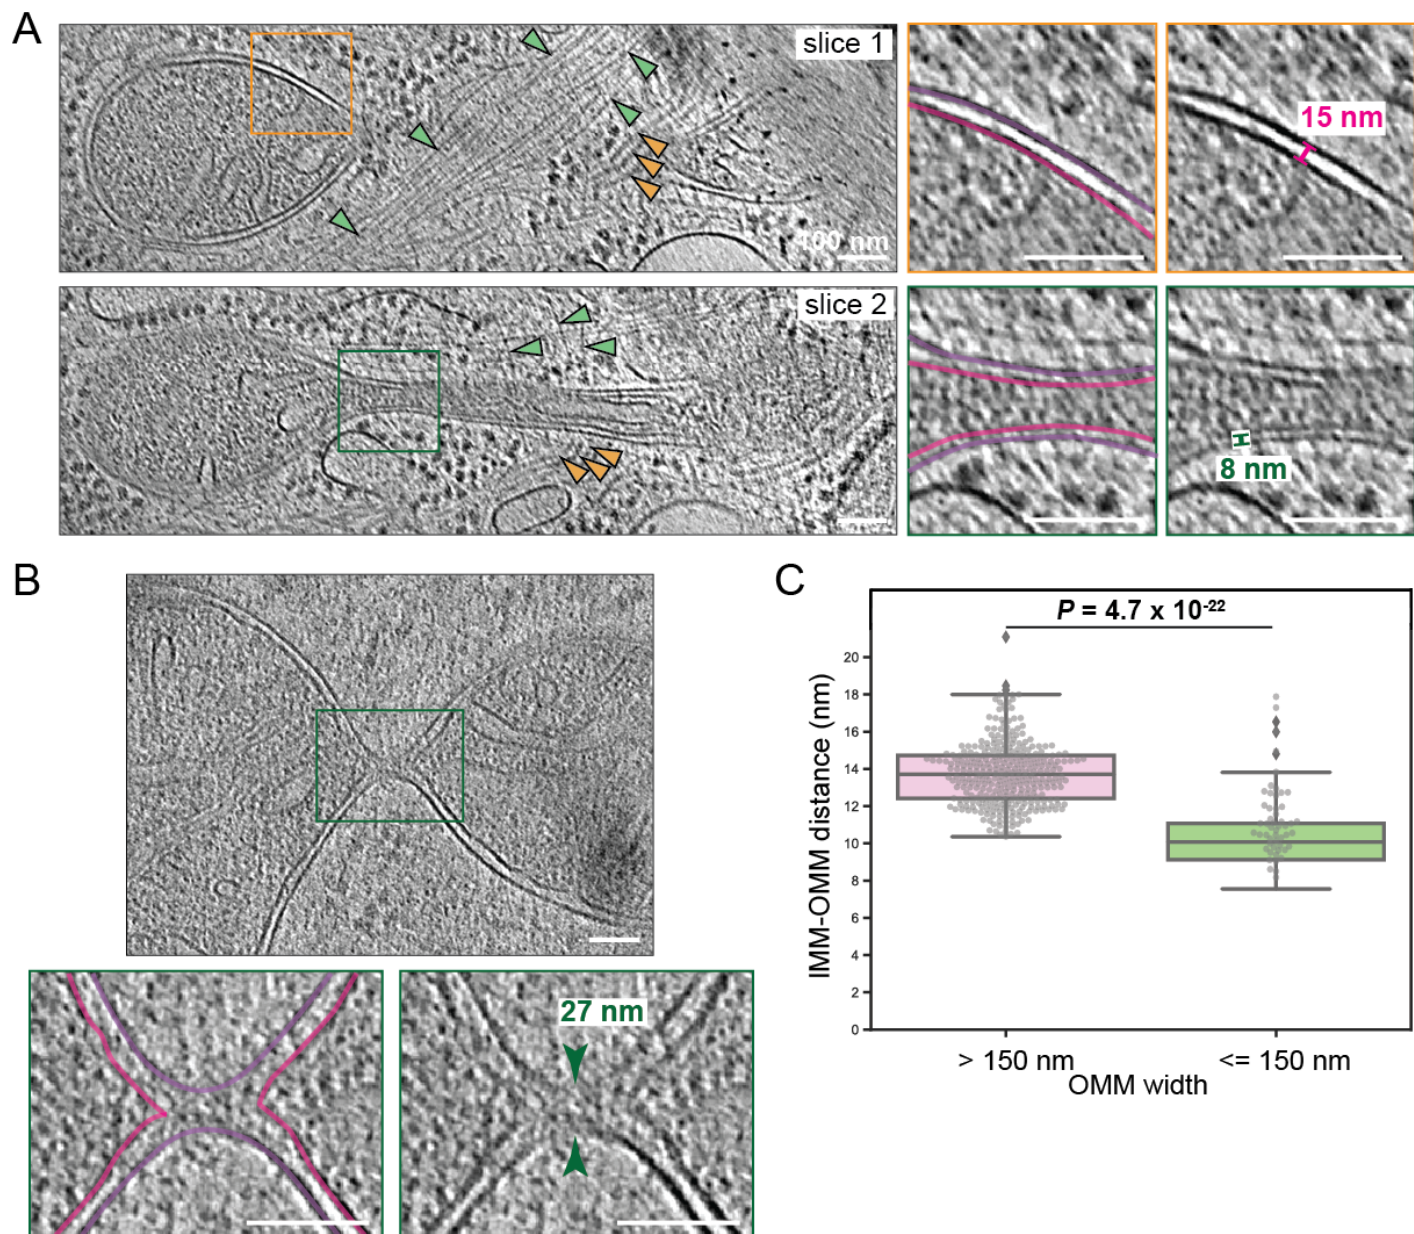 A
slice 1
100 nm
15 nm
slice 2
8 nm
B
27 nm
C
P = 4.7 x 10⁻²²
IMM-OMM distance (nm)
20
18
16
14
12
10
8
6
4
2
0
> 150 nm
<= 150 nm
OMM width